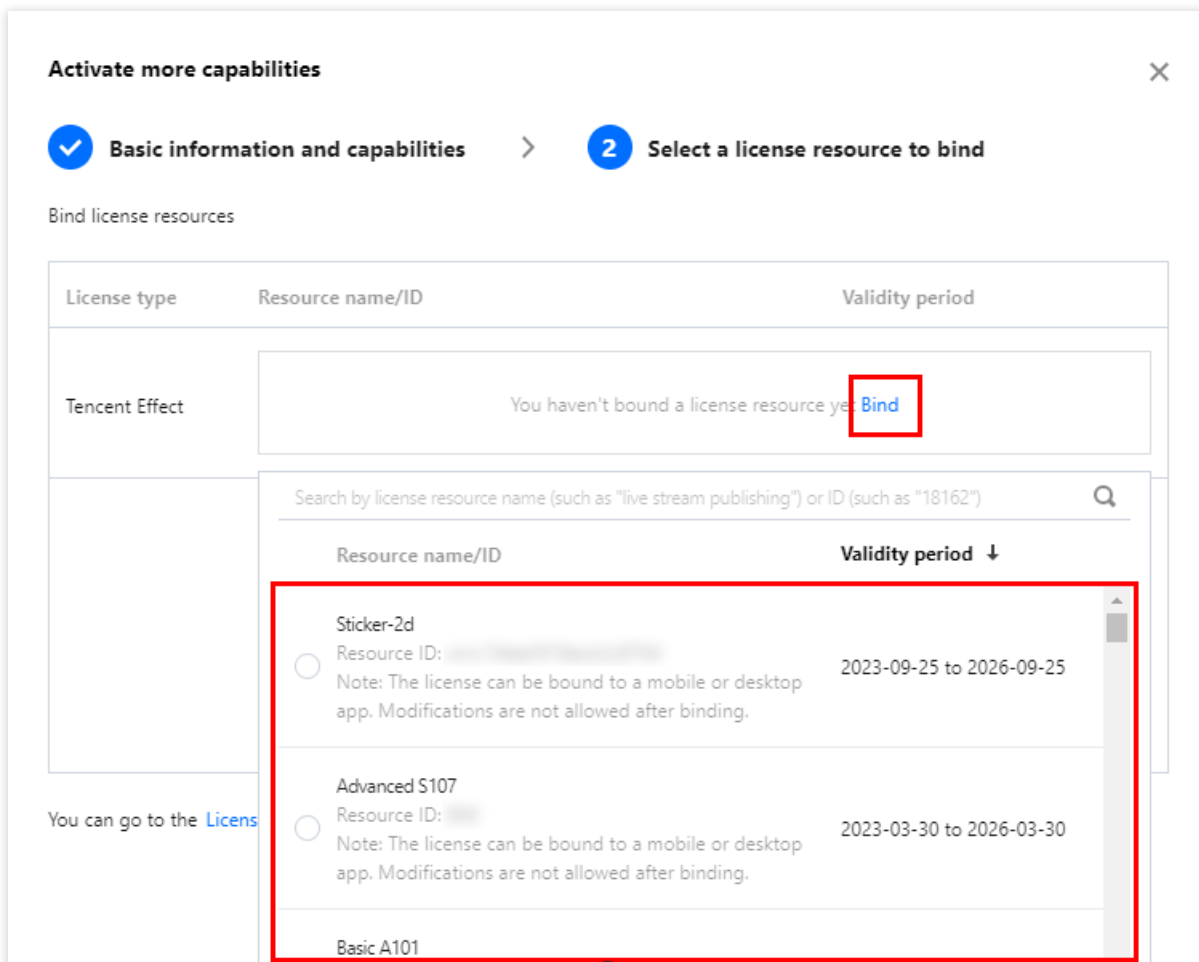 Activate more capabilities
Basic information and capabilities
2 Select a license resource to bind
Bind license resources
License type Resource name/ID Validity period
Tencent Effect
You haven't bound a license resource yet Bind
Search by license resource name (such as "live stream publishing") or ID (such as "18162")
Resource name/ID Validity period
Sticker-2d
Resource ID:
Note: The license can be bound to a mobile or desktop
app. Modifications are not allowed after binding.
2023-09-25 to 2026-09-25
Advanced S107
Resource ID:
Note: The license can be bound to a mobile or desktop
app. Modifications are not allowed after binding.
2023-03-30 to 2026-03-30
You can go to the Licens
Basic A101